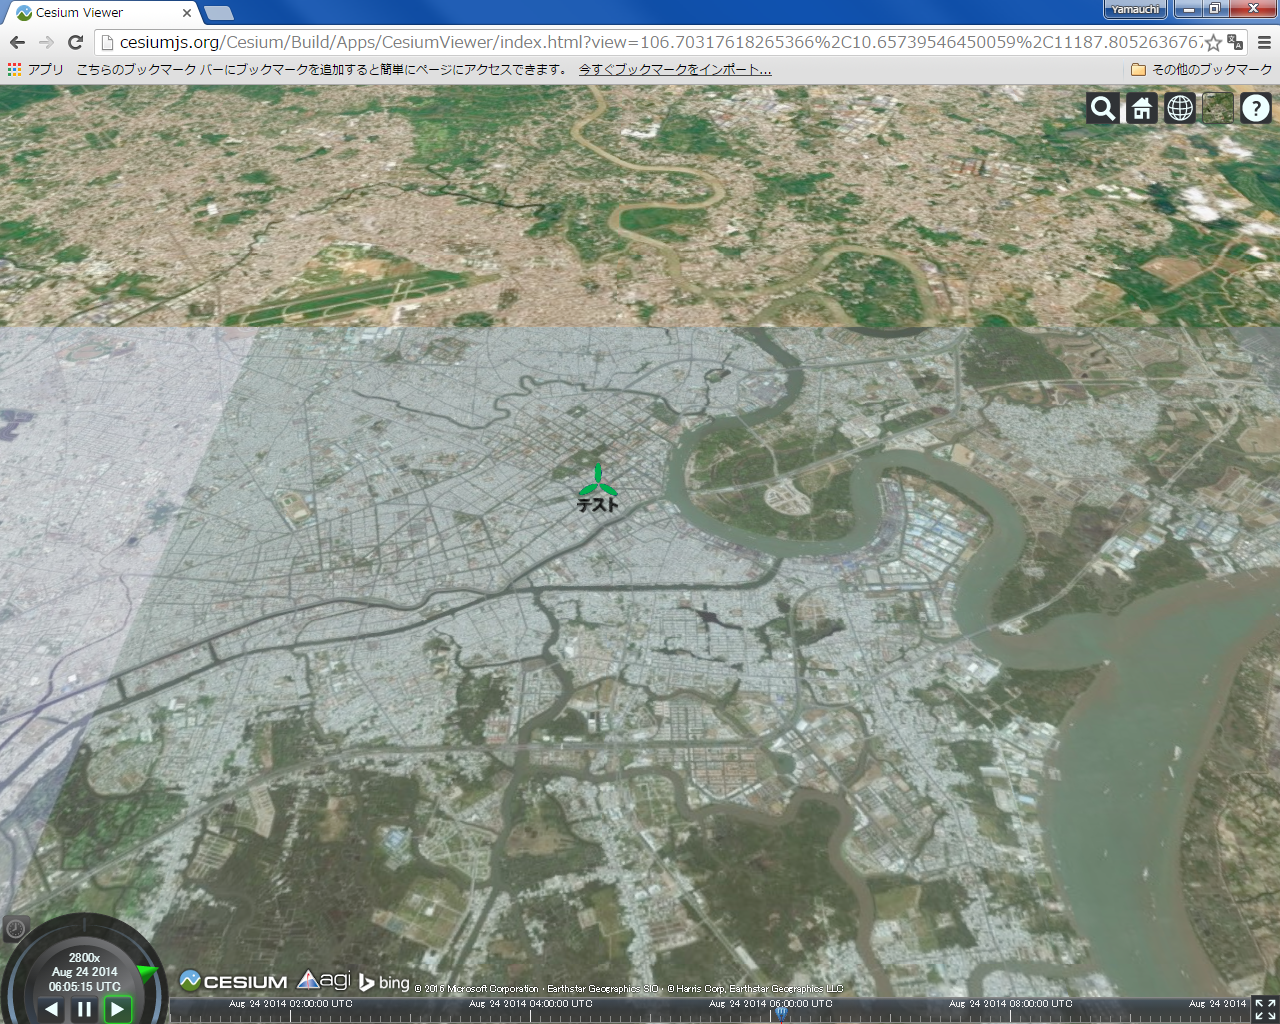 Cesium Viewer
Yamauchi
cesiumjs.org/Cesium/Build/Apps/CesiumViewer/index.html?view=106.70317618265366%2C10.65739546450059%2C11187.8052636767
アプリ こちらのブックマーク バーにブックマークを追加すると簡単にページにアクセスできます。 今すぐブックマークをインポート... その他のブックマーク
テスト
2800x
Aug 24 2014
06:05:15 UTC
CESIUM agi bing © 2016 Microsoft Corporation · Earthstar Geographics SIO · © Harris Corp, Earthstar Geographics LLC
Aug 24 2014 02:00:00 UTC Aug 24 2014 04:00:00 UTC Aug 24 2014 06:00:00 UTC Aug 24 2014 08:00:00 UTC Aug 24 2014